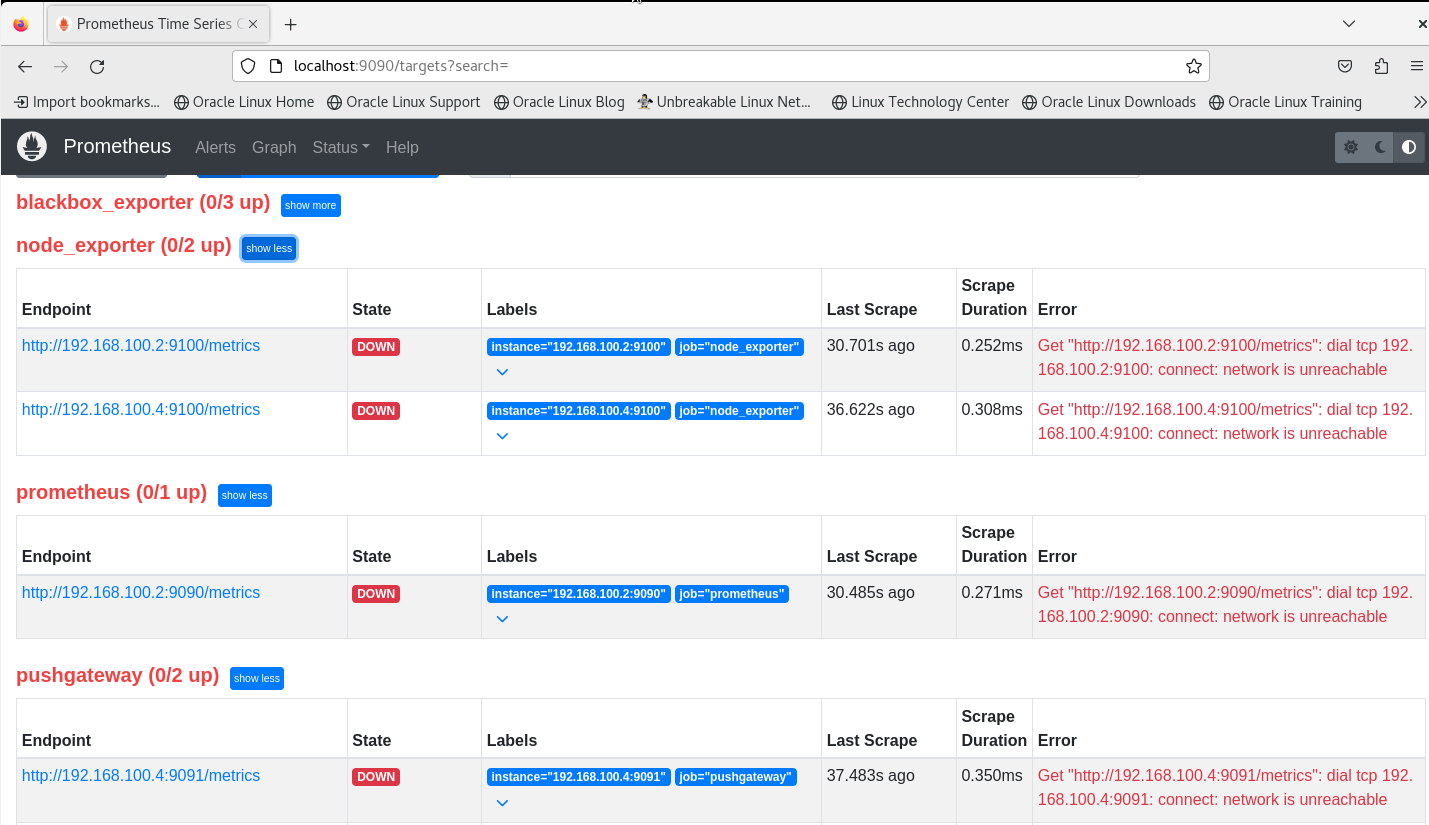 Prometheus Time Series C
localhost:9090/targets?search=
Import bookmarks... Oracle Linux Home Oracle Linux Support Oracle Linux Blog Unbreakable Linux Net... Linux Technology Center Oracle Linux Downloads Oracle Linux Training
Prometheus Alerts Graph Status Help
blackbox_exporter (0/3 up) show more
node_exporter (0/2 up) show less
Endpoint State Labels Last Scrape Scrape Duration Error
http://192.168.100.2:9100/metrics DOWN instance="192.168.100.2:9100" job="node_exporter" 30.701s ago 0.252ms Get "http://192.168.100.2:9100/metrics": dial tcp 192.
168.100.2:9100: connect: network is unreachable
http://192.168.100.4:9100/metrics DOWN instance="192.168.100.4:9100" job="node_exporter" 36.622s ago 0.308ms Get "http://192.168.100.4:9100/metrics": dial tcp 192.
168.100.4:9100: connect: network is unreachable
prometheus (0/1 up) show less
Endpoint State Labels Last Scrape Scrape Duration Error
http://192.168.100.2:9090/metrics DOWN instance="192.168.100.2:9090" job="prometheus" 30.485s ago 0.271ms Get "http://192.168.100.2:9090/metrics": dial tcp 192.
168.100.2:9090: connect: network is unreachable
pushgateway (0/2 up) show less
Endpoint State Labels Last Scrape Scrape Duration Error
http://192.168.100.4:9091/metrics DOWN instance="192.168.100.4:9091" job="pushgateway" 37.483s ago 0.350ms Get "http://192.168.100.4:9091/metrics": dial tcp 192.
168.100.4:9091: connect: network is unreachable